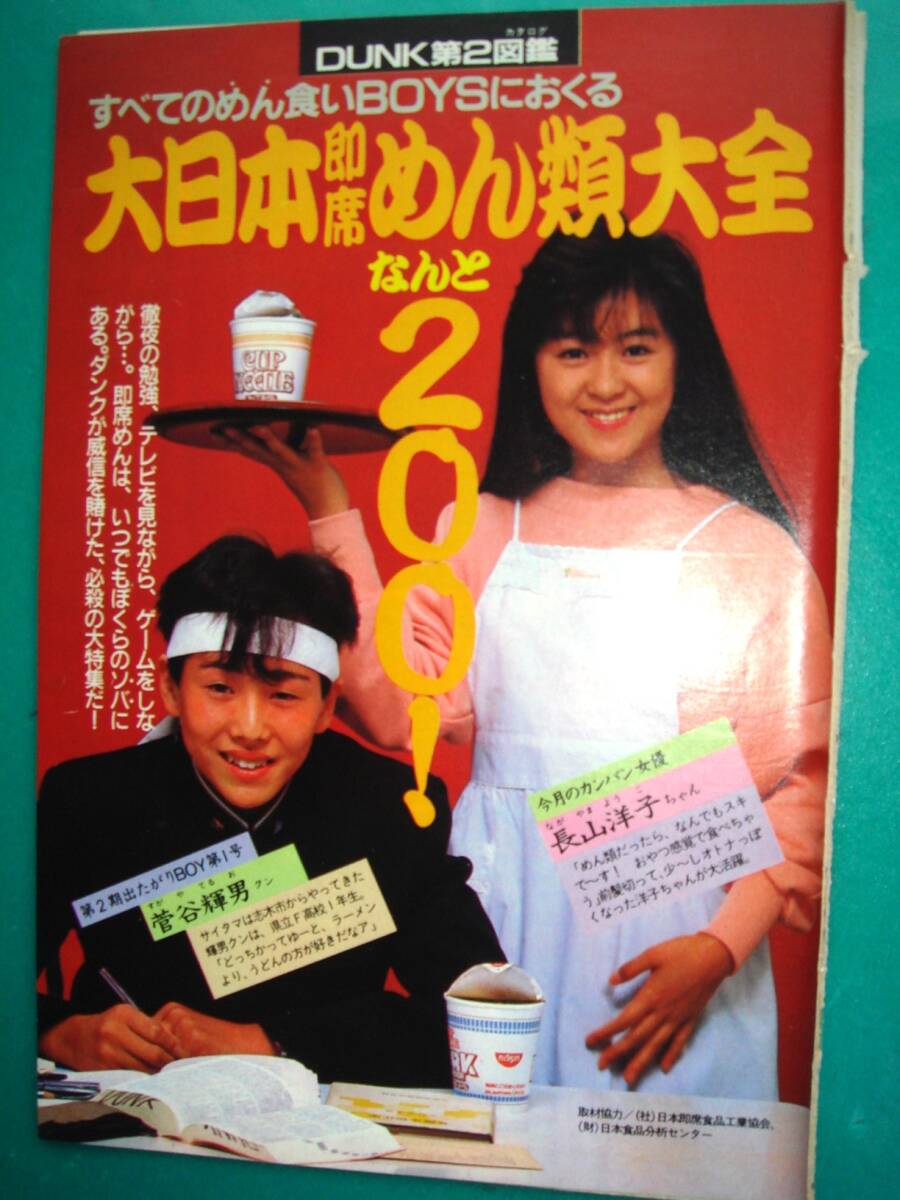 カタログ
DUNK第2図鑑
すべてのめん食いBOYSにおくる
大日本即席めん類大全
なんと
200!
徹夜の勉強、テレビを見ながら、ゲームをしな
がら…。即席めんは、いつでもぼくらのソバに
ある。ダンクが威信を賭けた、必殺の大特集だ!
CUP
NOODLE
今月のカンバン女優
ながやまようこ
長山洋子ちゃん
「めん類だったら、なんでもスキ
で〜す! おやつ感覚で食べちゃ
う」前髪切って、少〜しオトナっぽ
くなった洋子ちゃんが大活躍。
第2期出たがりBOY第1号
すがやてるお
菅谷輝男クン
サイタマは志木市からやってきた
輝男クンは、県立F高校1年生。
「どっちかってゆーと、ラーメン
より、うどんの方が好きだなア」
NISSIN
DUNK
取材協力/(社)日本即席食品工業協会、
(財)日本食品分析センター